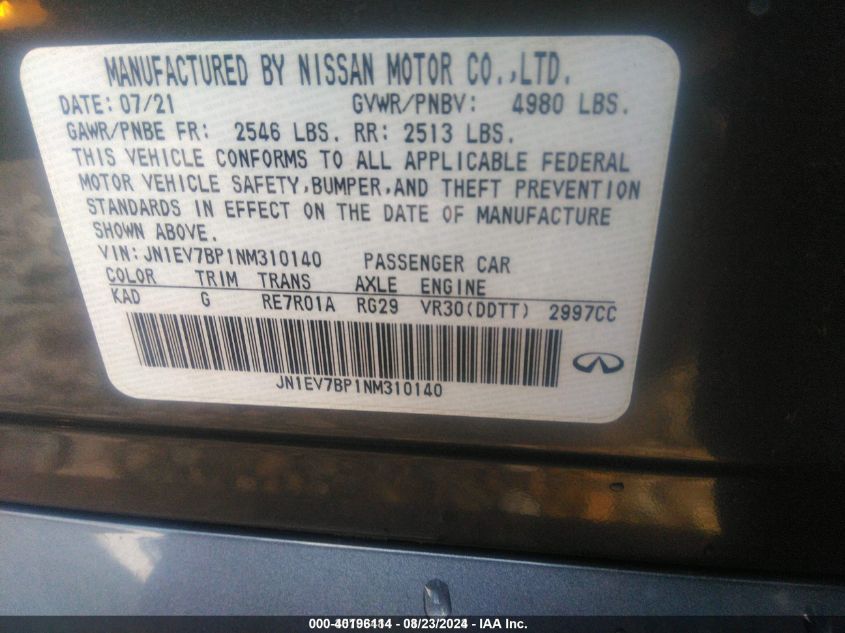 MANUFACTURED BY NISSAN MOTOR CO.,LTD.
DATE: 07/21 GVWR/PNBV: 4980 LBS.
GAWR/PNBE FR: 2546 LBS. RR: 2513 LBS.
THIS VEHICLE CONFORMS TO ALL APPLICABLE FEDERAL
MOTOR VEHICLE SAFETY,BUMPER,AND THEFT PREVENTION
STANDARDS IN EFFECT ON THE DATE OF MANUFACTURE
SHOWN ABOVE.
VIN: JN1EV7BP1NM310140 PASSENGER CAR
COLOR TRIM TRANS AXLE ENGINE
KAD G RE7R01A RG29 VR30(DDTT) 2997CC
JN1EV7BP1NM310140
08/23/2024 - IAA Inc.